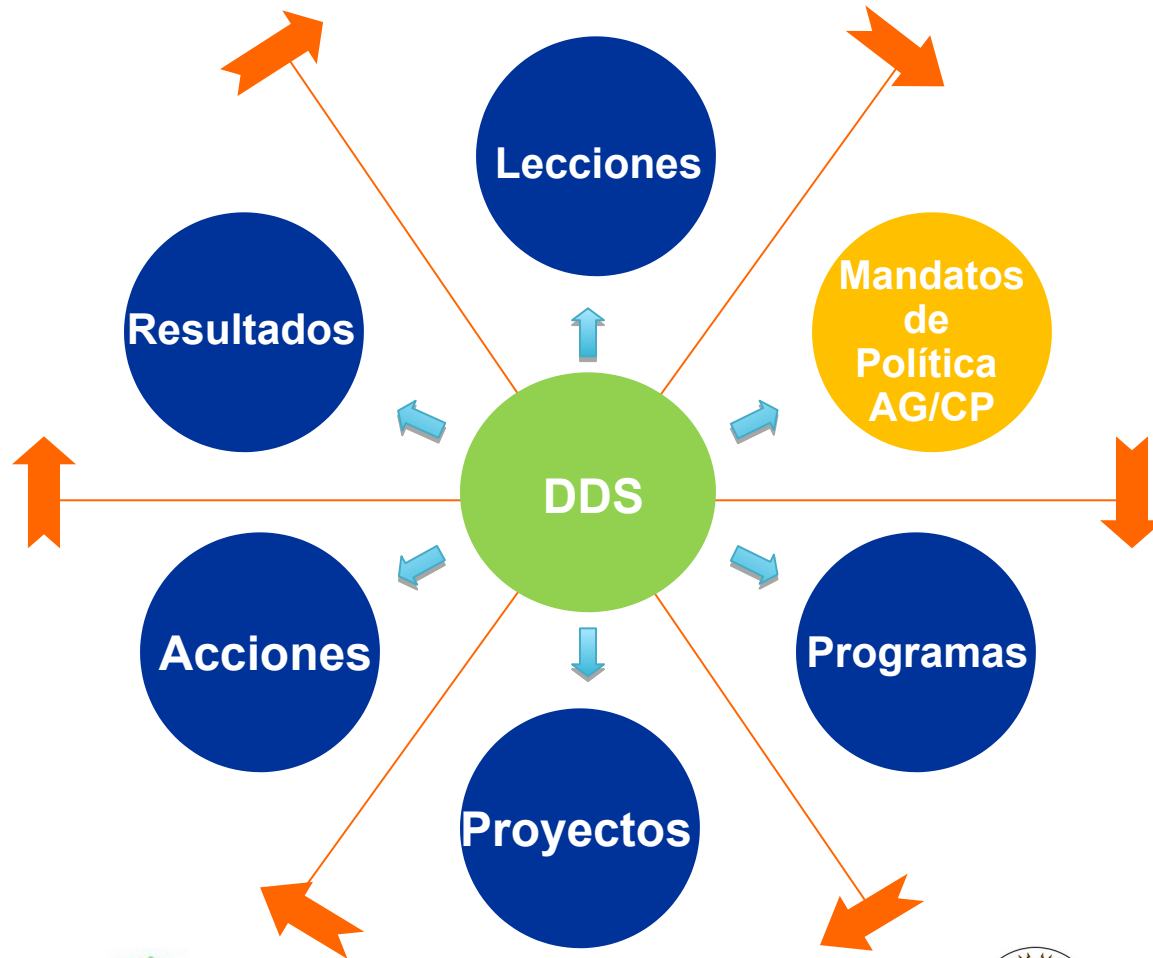 Lecciones
Resultados
Mandatos
de
Política
AG/CP
DDS
Acciones
Programas
Proyectos